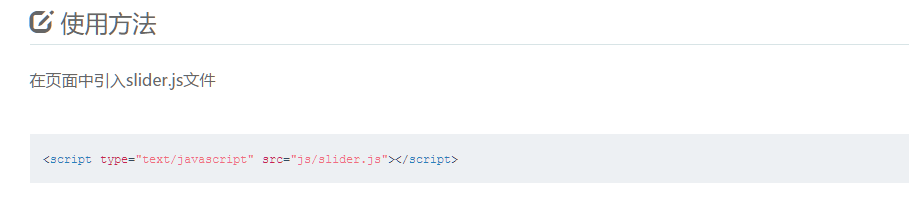 使用方法
在页面中引入slider.js文件
<script type="text/javascript" src="js/slider.js"></script>